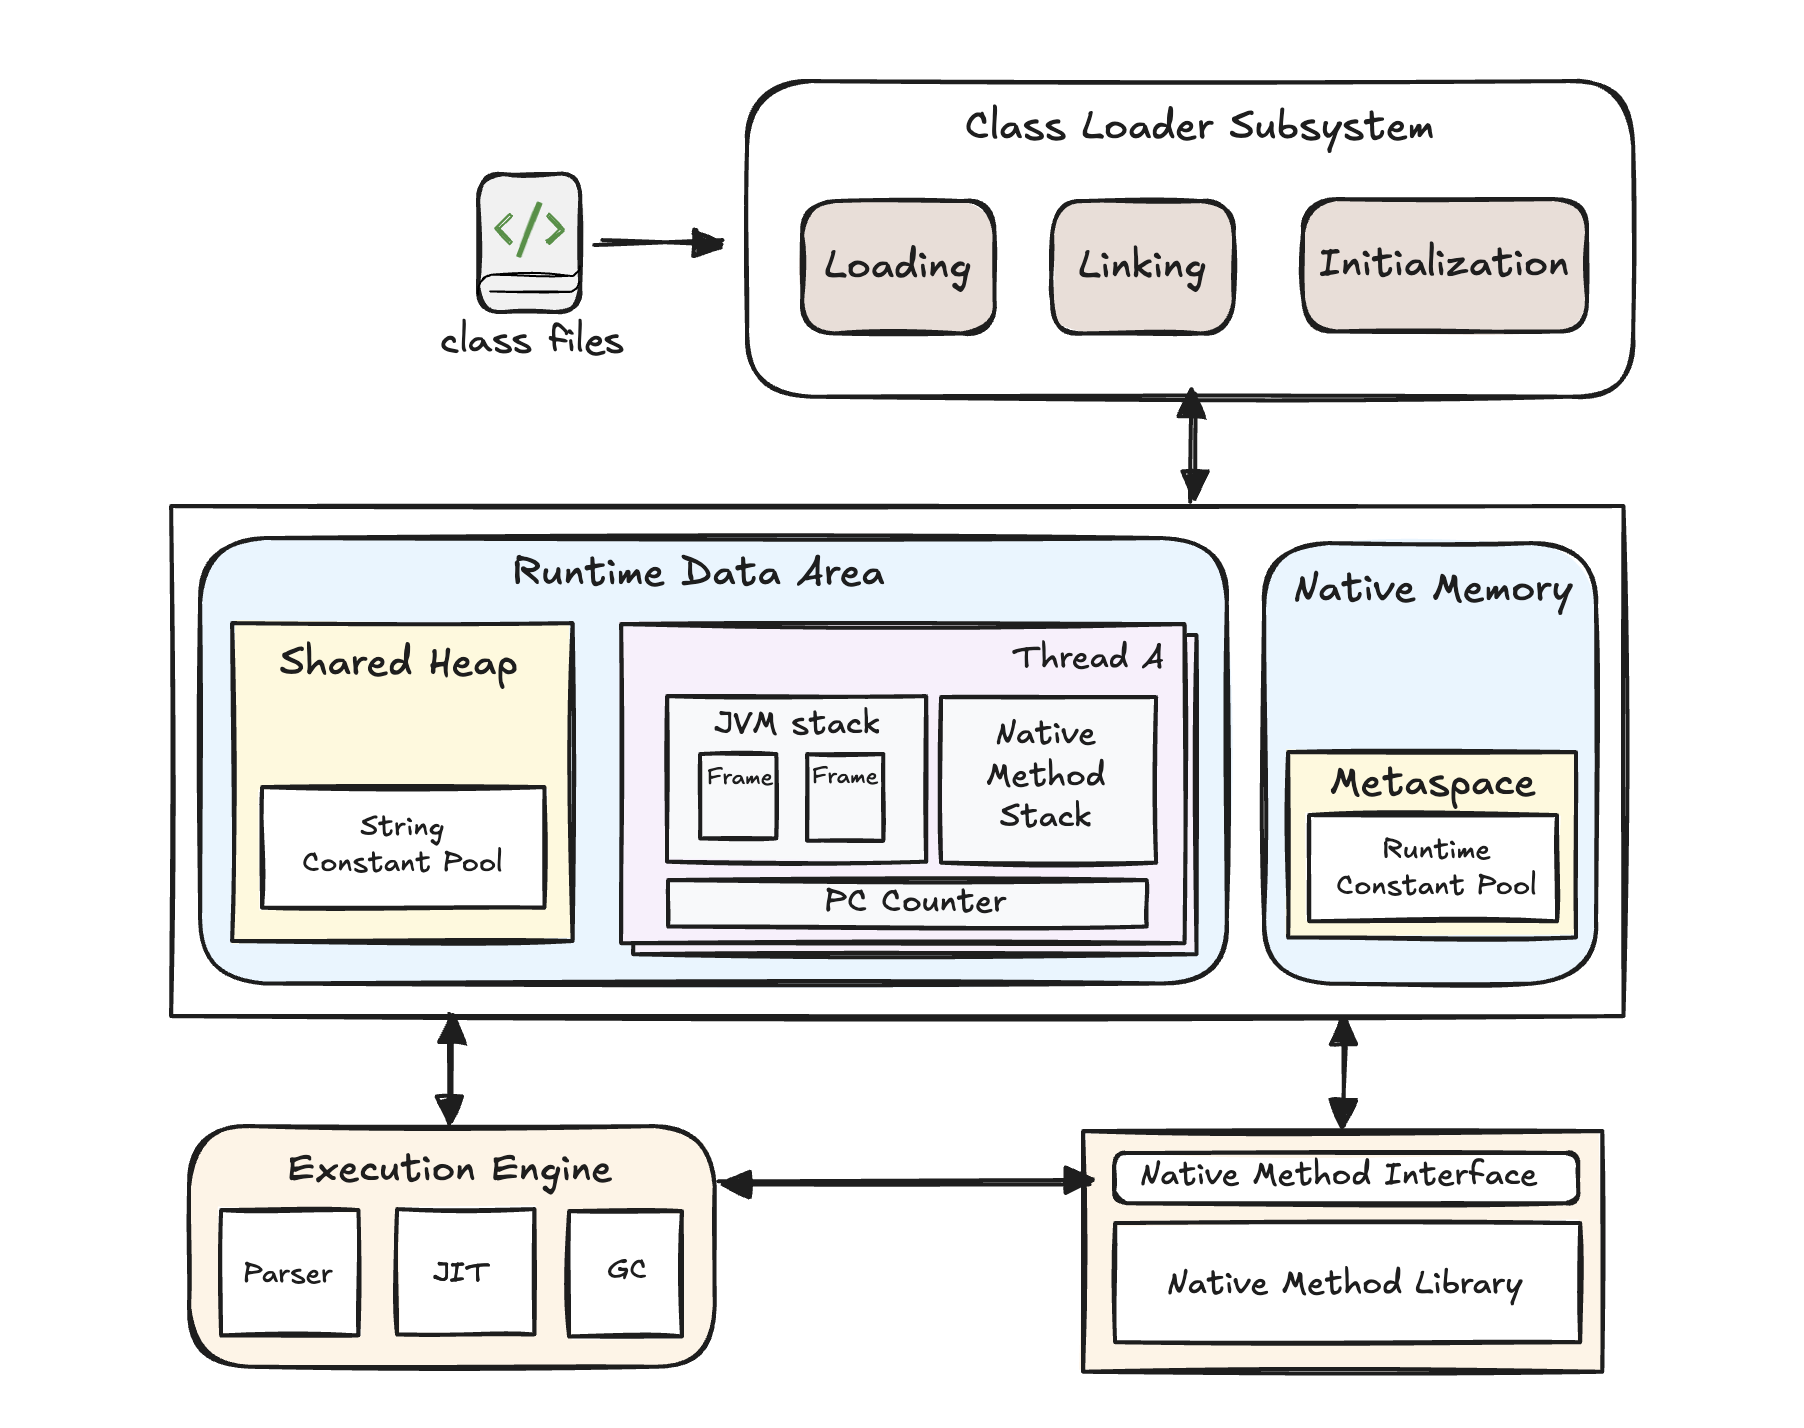 Class Loader Subsystem
</>
Loading
Linking
Initialization
class files
Runtime Data Area
Native Memory
Shared Heap
Thread A
JVM stack
Frame
Frame
Native
Method
Stack
String
Constant Pool
PC Counter
Metaspace
Runtime
Constant Pool
Execution Engine
Parser
JIT
GC
Native Method Interface
Native Method Library